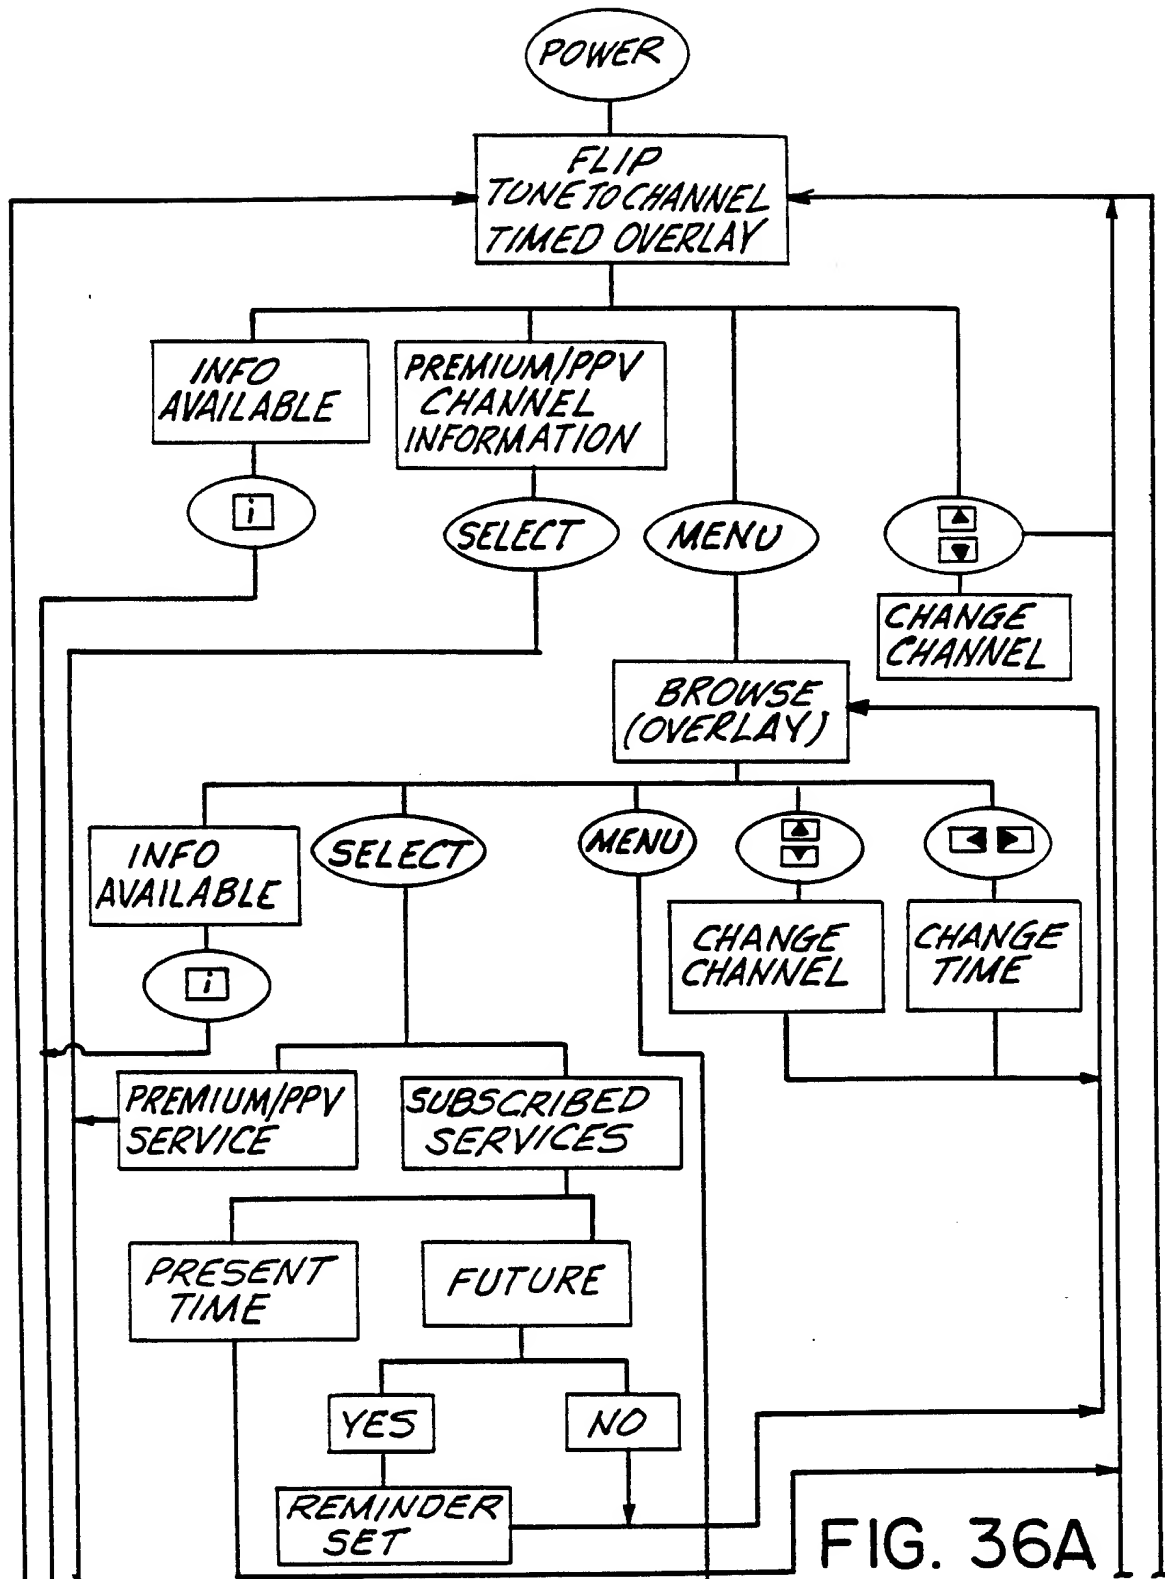 POWER
FLIP
TUNE TO CHANNEL
TIMED OVERLAY
INFO
AVAILABLE
PREMIUM/PPV
CHANNEL
INFORMATION
i
SELECT
MENU
CHANGE
CHANNEL
BROWSE
(OVERLAY)
INFO
AVAILABLE
SELECT
MENU
CHANGE
CHANNEL
CHANGE
TIME
i
PREMIUM/PPV
SERVICE
SUBSCRIBED
SERVICES
PRESENT
TIME
FUTURE
YES
NO
REMINDER
SET
FIG. 36A